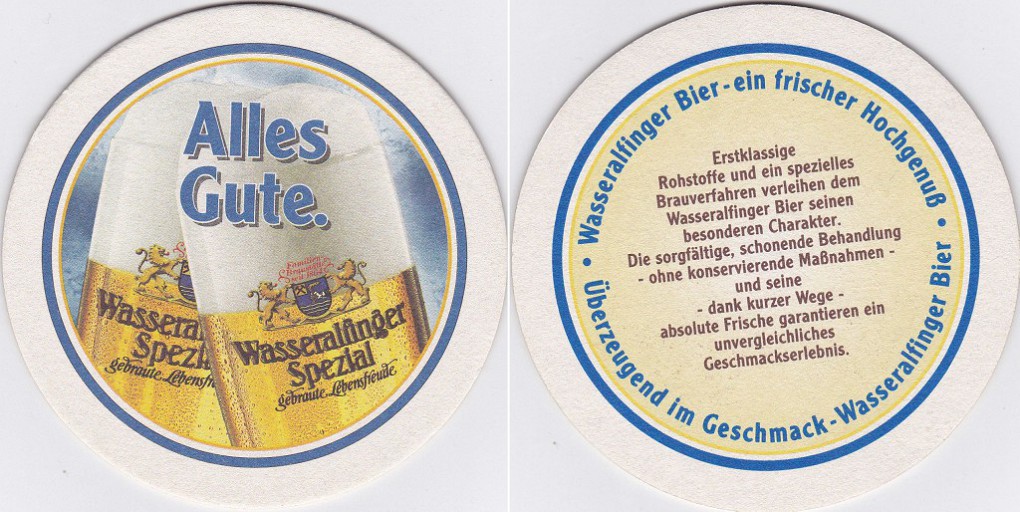 Alles
Gute.
Familien
Brauerei
Wasseralfinger
Spezial
gebraute Lebensfreude
Wasseralfinger
Spezial
gebraute Lebensfreude
Wasseralfinger Bier - ein frischer Hochgenuß
Erstklassige
Rohstoffe und ein spezielles
Brauverfahren verleihen dem
Wasseralfinger Bier seinen
besonderen Charakter.
Die sorgfältige, schonende Behandlung
- ohne konservierende Maßnahmen -
und seine
- dank kurzer Wege -
absolute Frische garantieren ein
unvergleichliches
Geschmackserlebnis.
Überzeugend im Geschmack - Wasseralfinger Bier